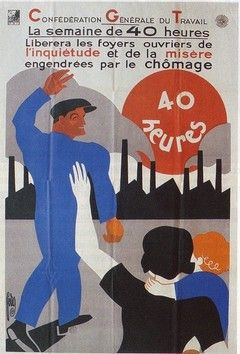 Confédération Générale du Travail
La semaine de 40 heures
Liberera les foyers ouvriers de
l'inquiétude et de la misère
engendrées par le chômage
40
heures